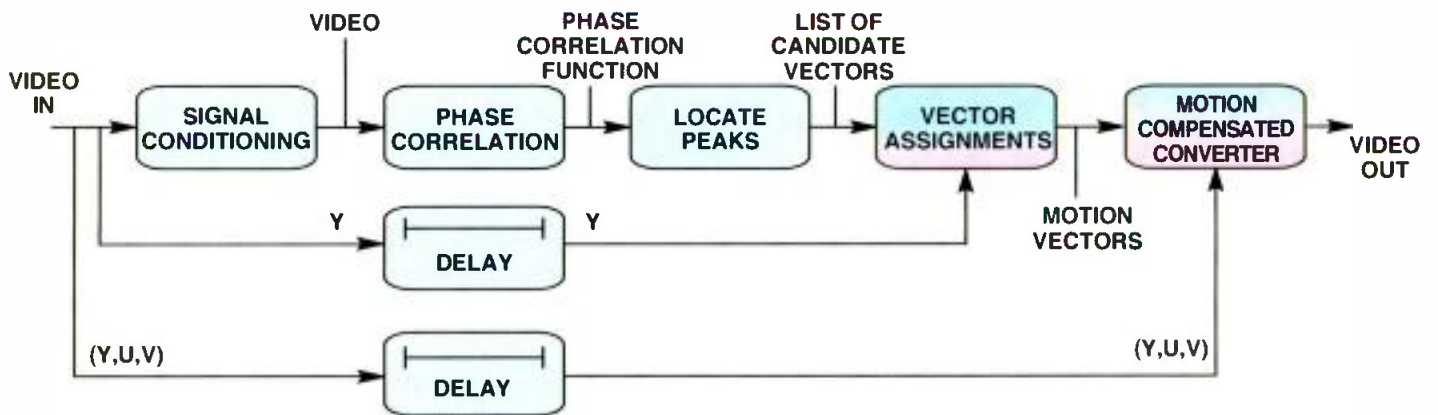 VIDEO
IN
SIGNAL
CONDITIONING
VIDEO
PHASE
CORRELATION
PHASE
CORRELATION
FUNCTION
LOCATE
PEAKS
LIST OF
CANDIDATE
VECTORS
VECTOR
ASSIGNMENTS
MOTION
VECTORS
MOTION
COMPENSATED
CONVERTER
VIDEO
OUT
Y
DELAY
Y
(Y,U,V)
DELAY
(Y,U,V)